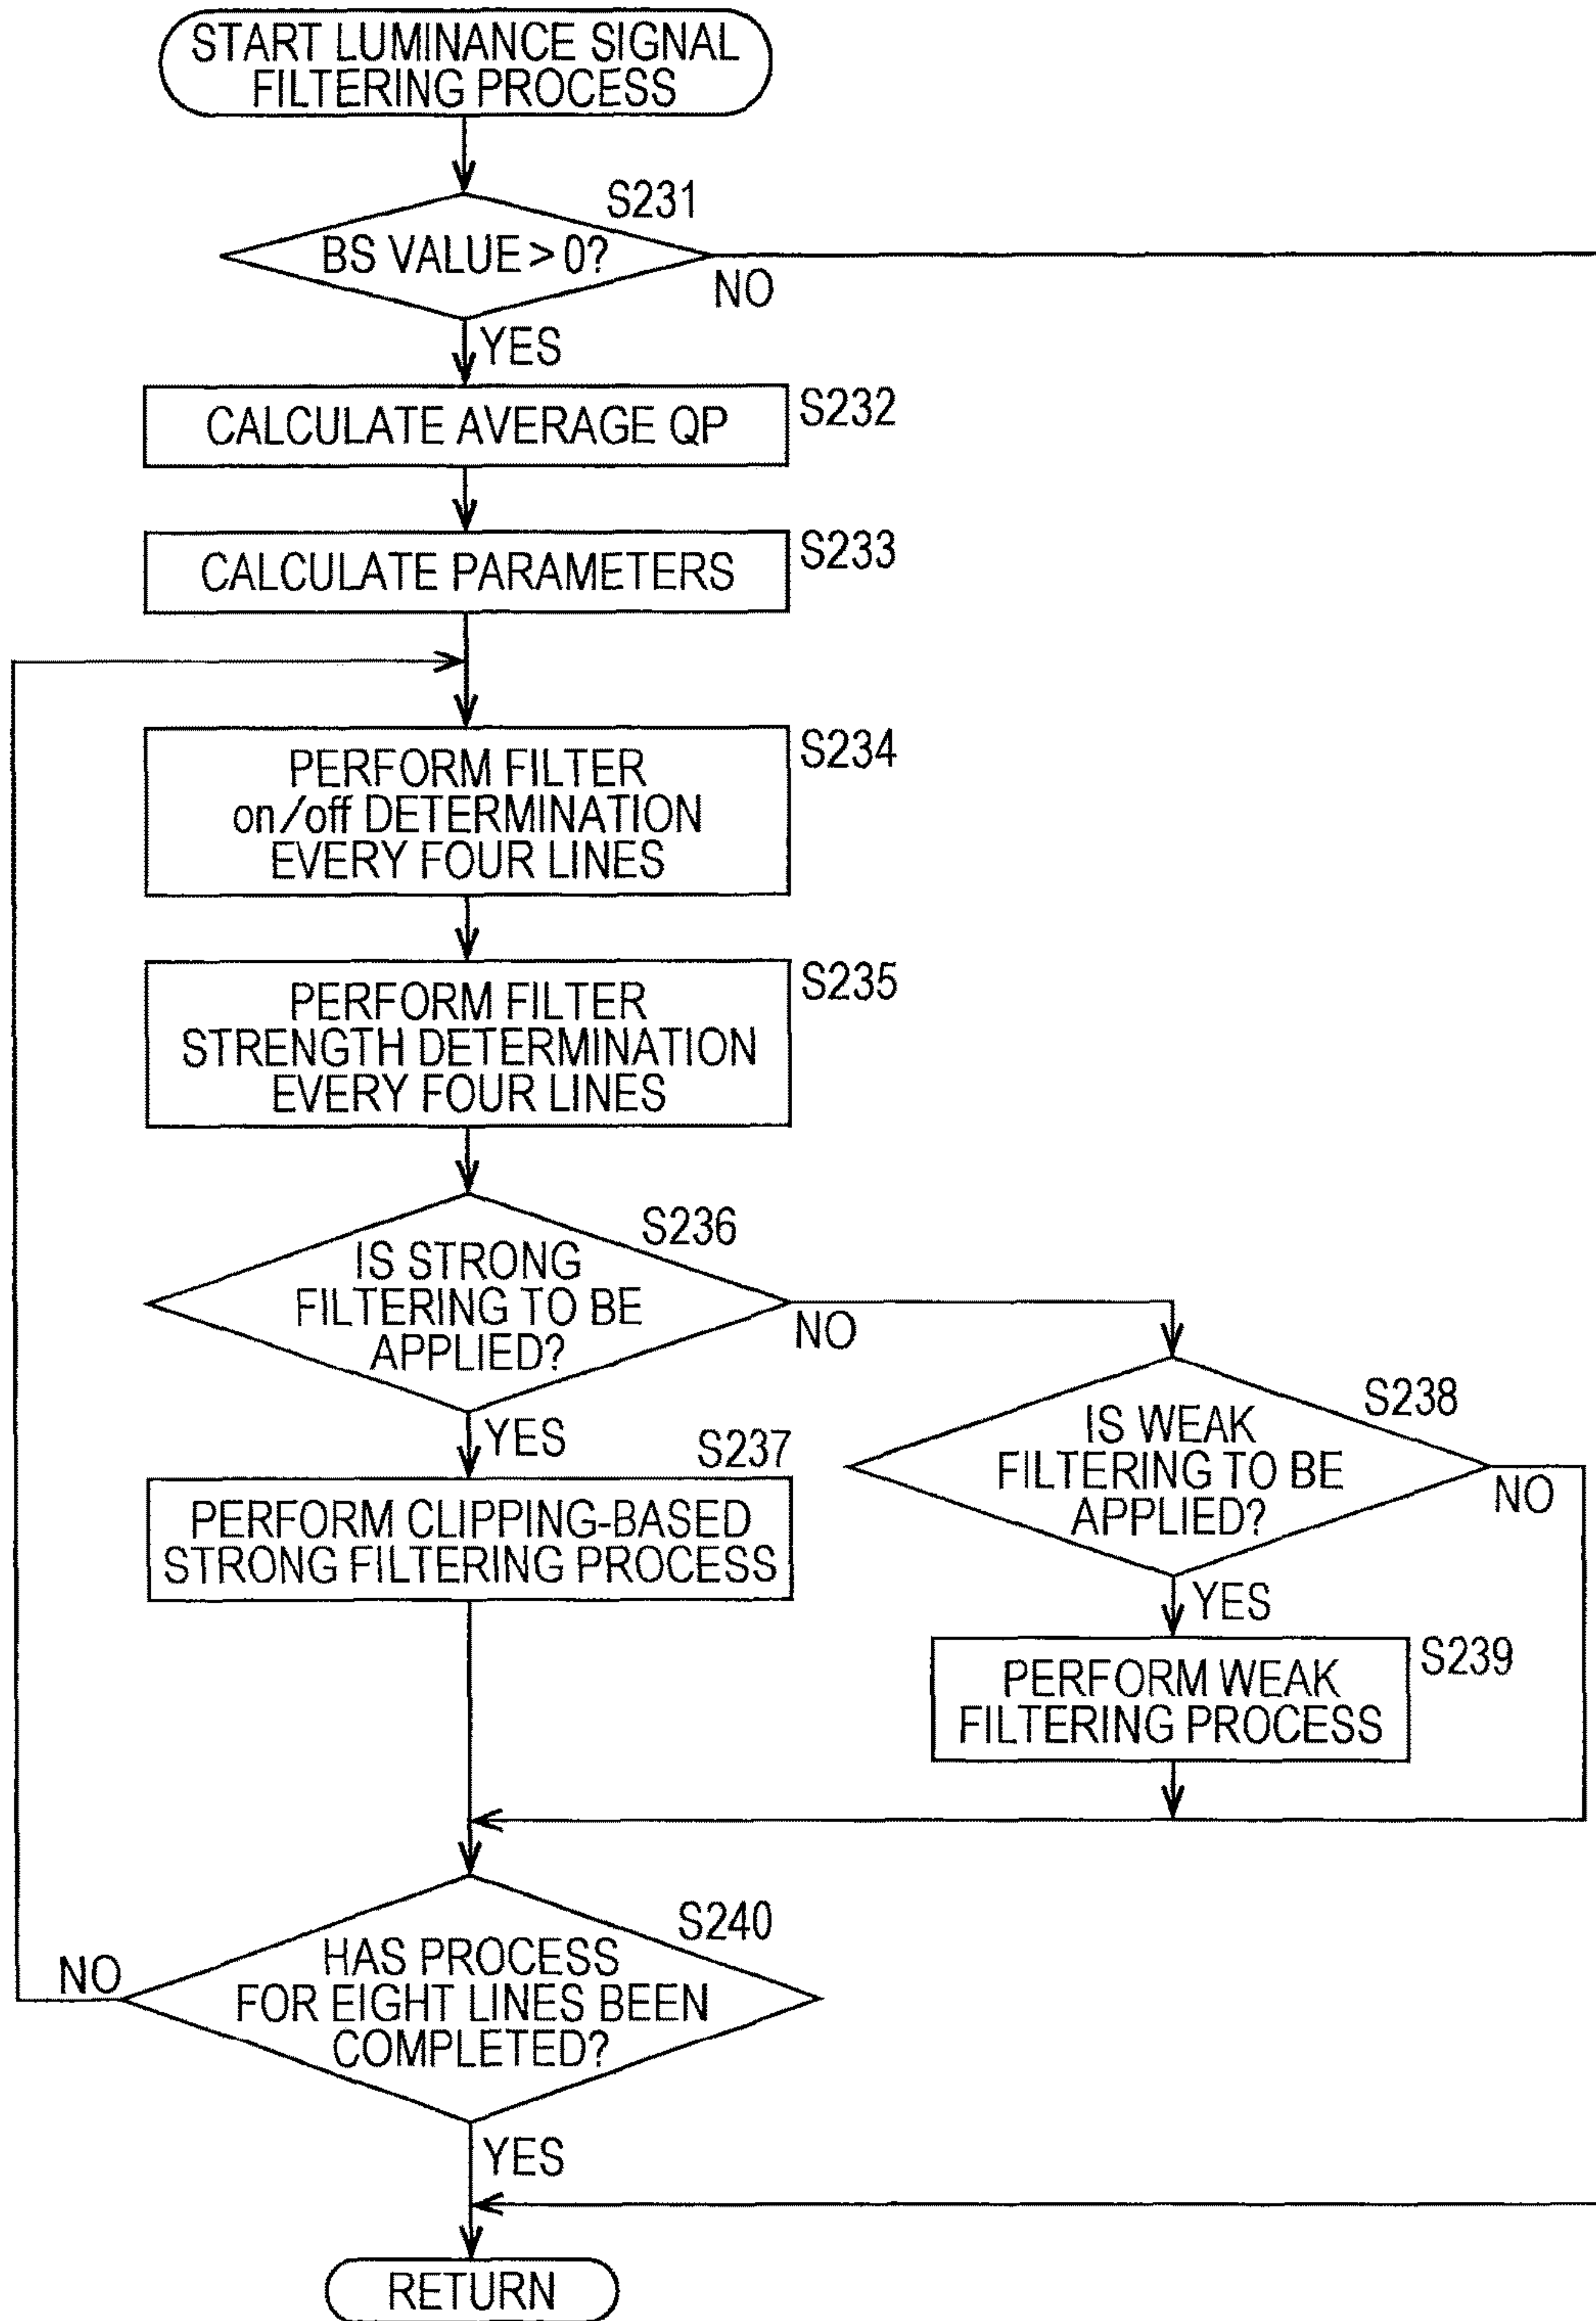 START LUMINANCE SIGNAL
FILTERING PROCESS
S231
BS VALUE > 0?
NO
YES
CALCULATE AVERAGE QP
S232
CALCULATE PARAMETERS
S233
PERFORM FILTER
on/off DETERMINATION
EVERY FOUR LINES
S234
PERFORM FILTER
STRENGTH DETERMINATION
EVERY FOUR LINES
S235
S236
IS STRONG
FILTERING TO BE
APPLIED?
NO
YES
S237
PERFORM CLIPPING-BASED
STRONG FILTERING PROCESS
S238
IS WEAK
FILTERING TO BE
APPLIED?
NO
YES
S239
PERFORM WEAK
FILTERING PROCESS
S240
HAS PROCESS
FOR EIGHT LINES BEEN
COMPLETED?
NO
YES
RETURN